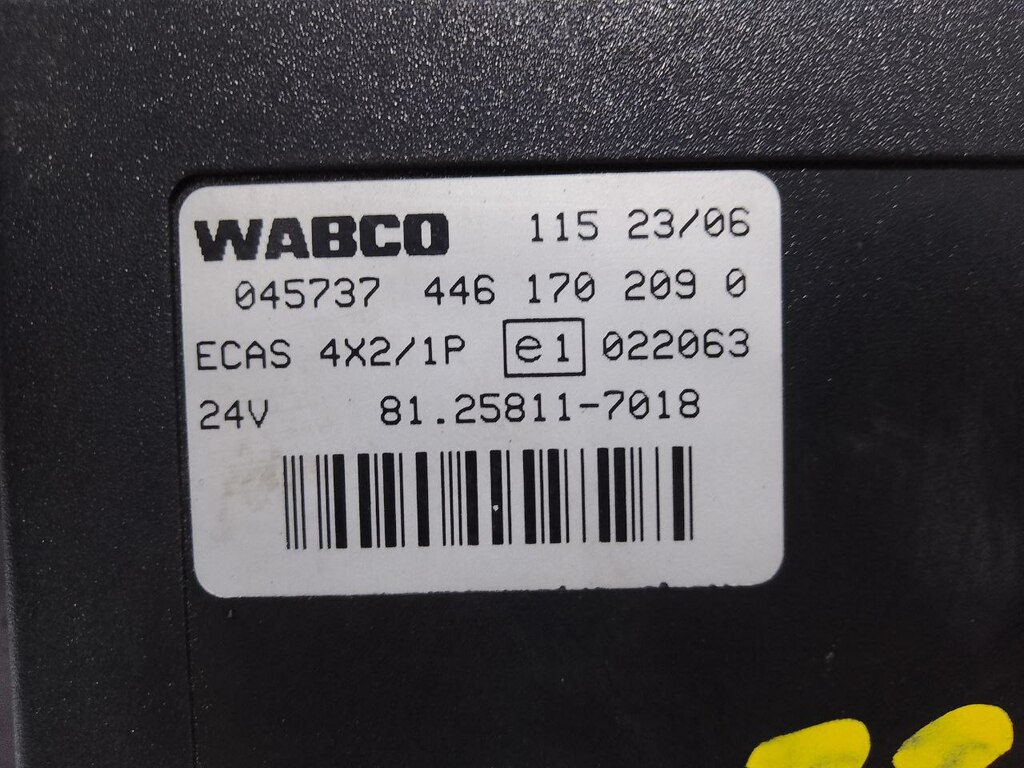 WABCO 115 23/06
045737 446 170 209 0
ECAS 4X2/1P e1 022063
24V 81.25811-7018